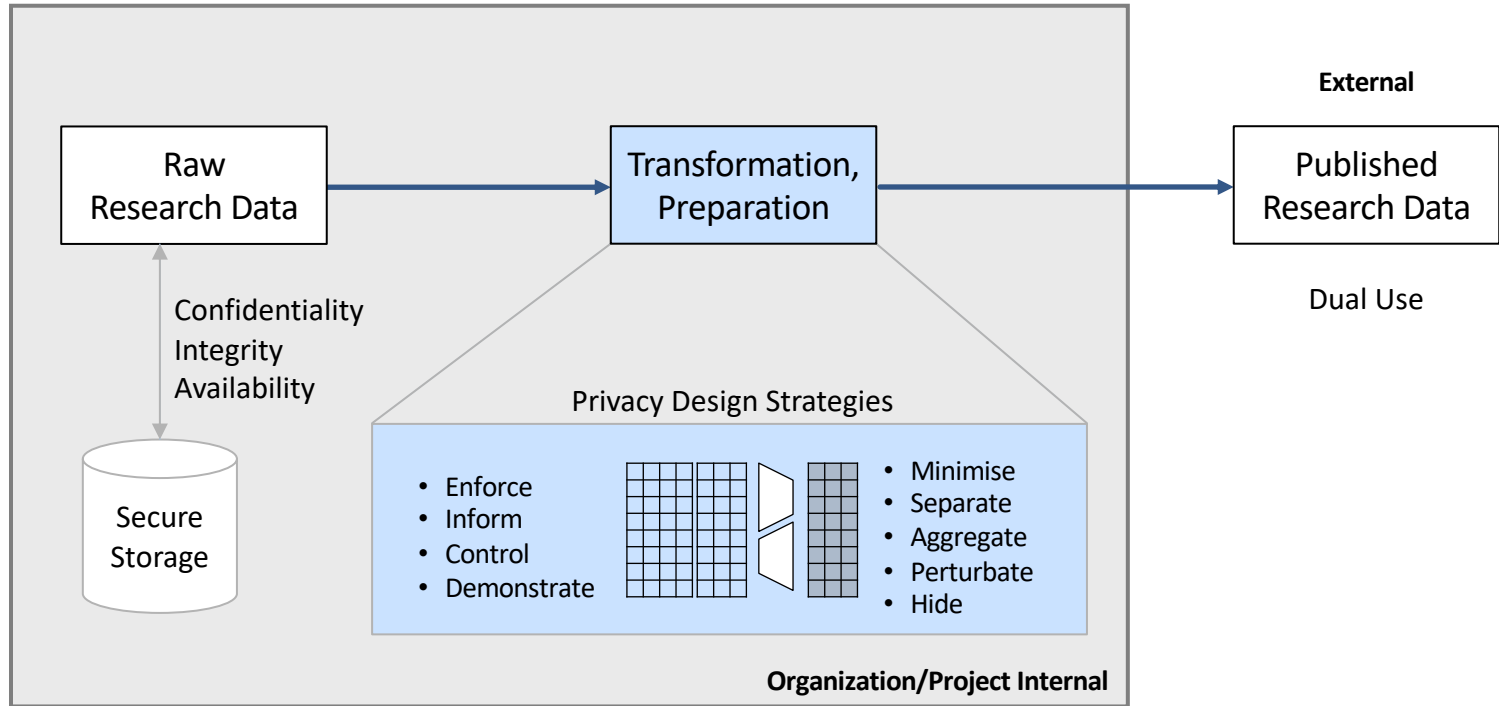 External
Raw
Research Data
Transformation,
Preparation
Published
Research Data
Dual Use
Confidentiality
Integrity
Availability
Secure
Storage
Privacy Design Strategies
• Enforce
• Inform
• Control
• Demonstrate
• Minimise
• Separate
• Aggregate
• Perturbate
• Hide
Organization/Project Internal